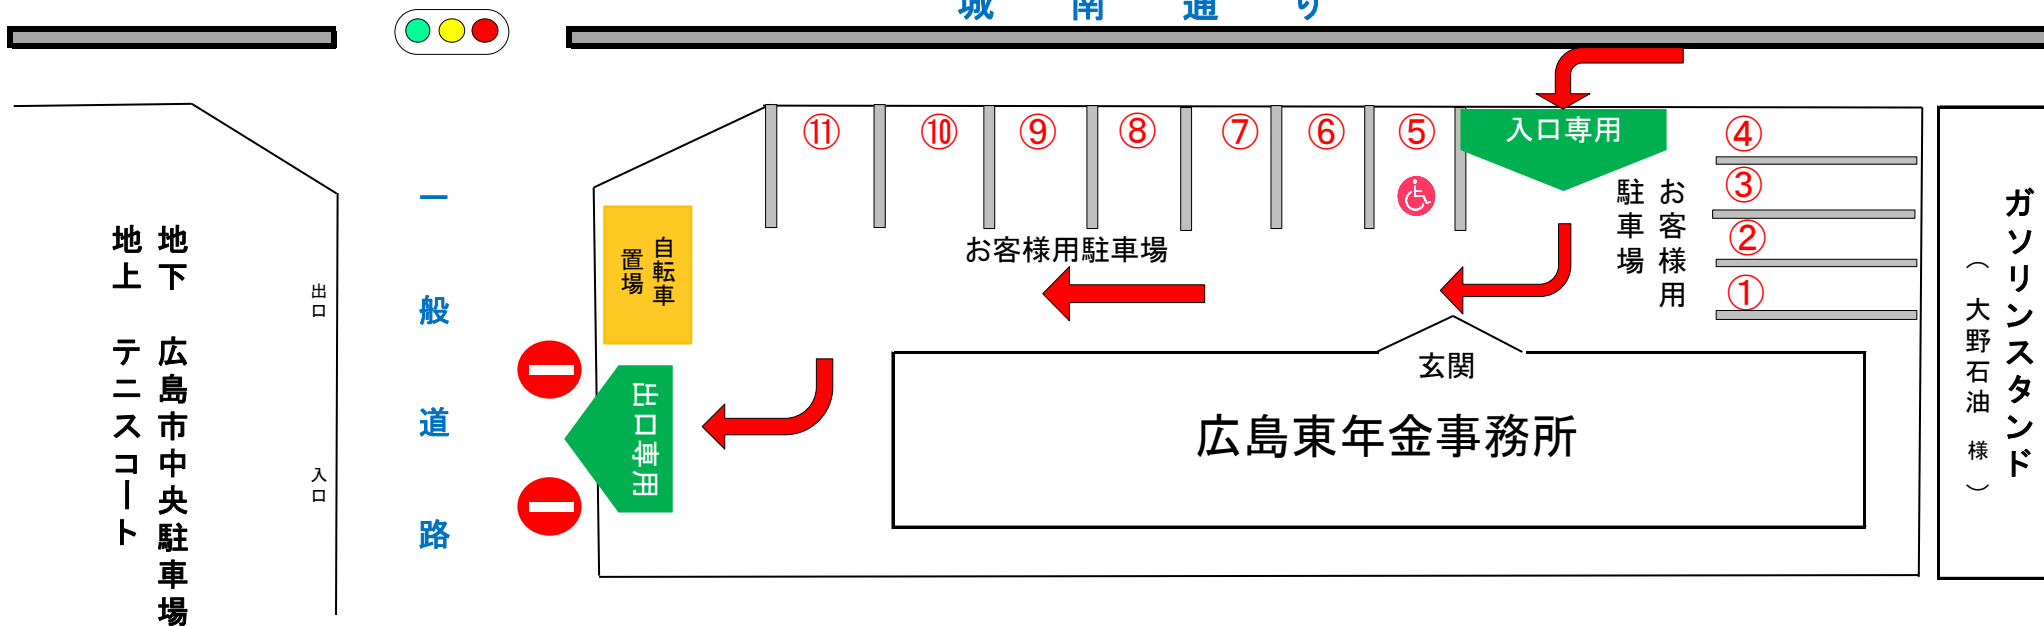 城南通り
⑪ ⑩ ⑨ ⑧ ⑦ ⑥ ⑤
入口専用
④
③
②
①
お客様用
駐車場
お客様用駐車場
自転車
置場
出口専用
玄関
広島東年金事務所
一般道路
出口
入口
地下 広島市中央駐車場
地上 テニスコート
ガソリンスタンド
（大野石油 様）